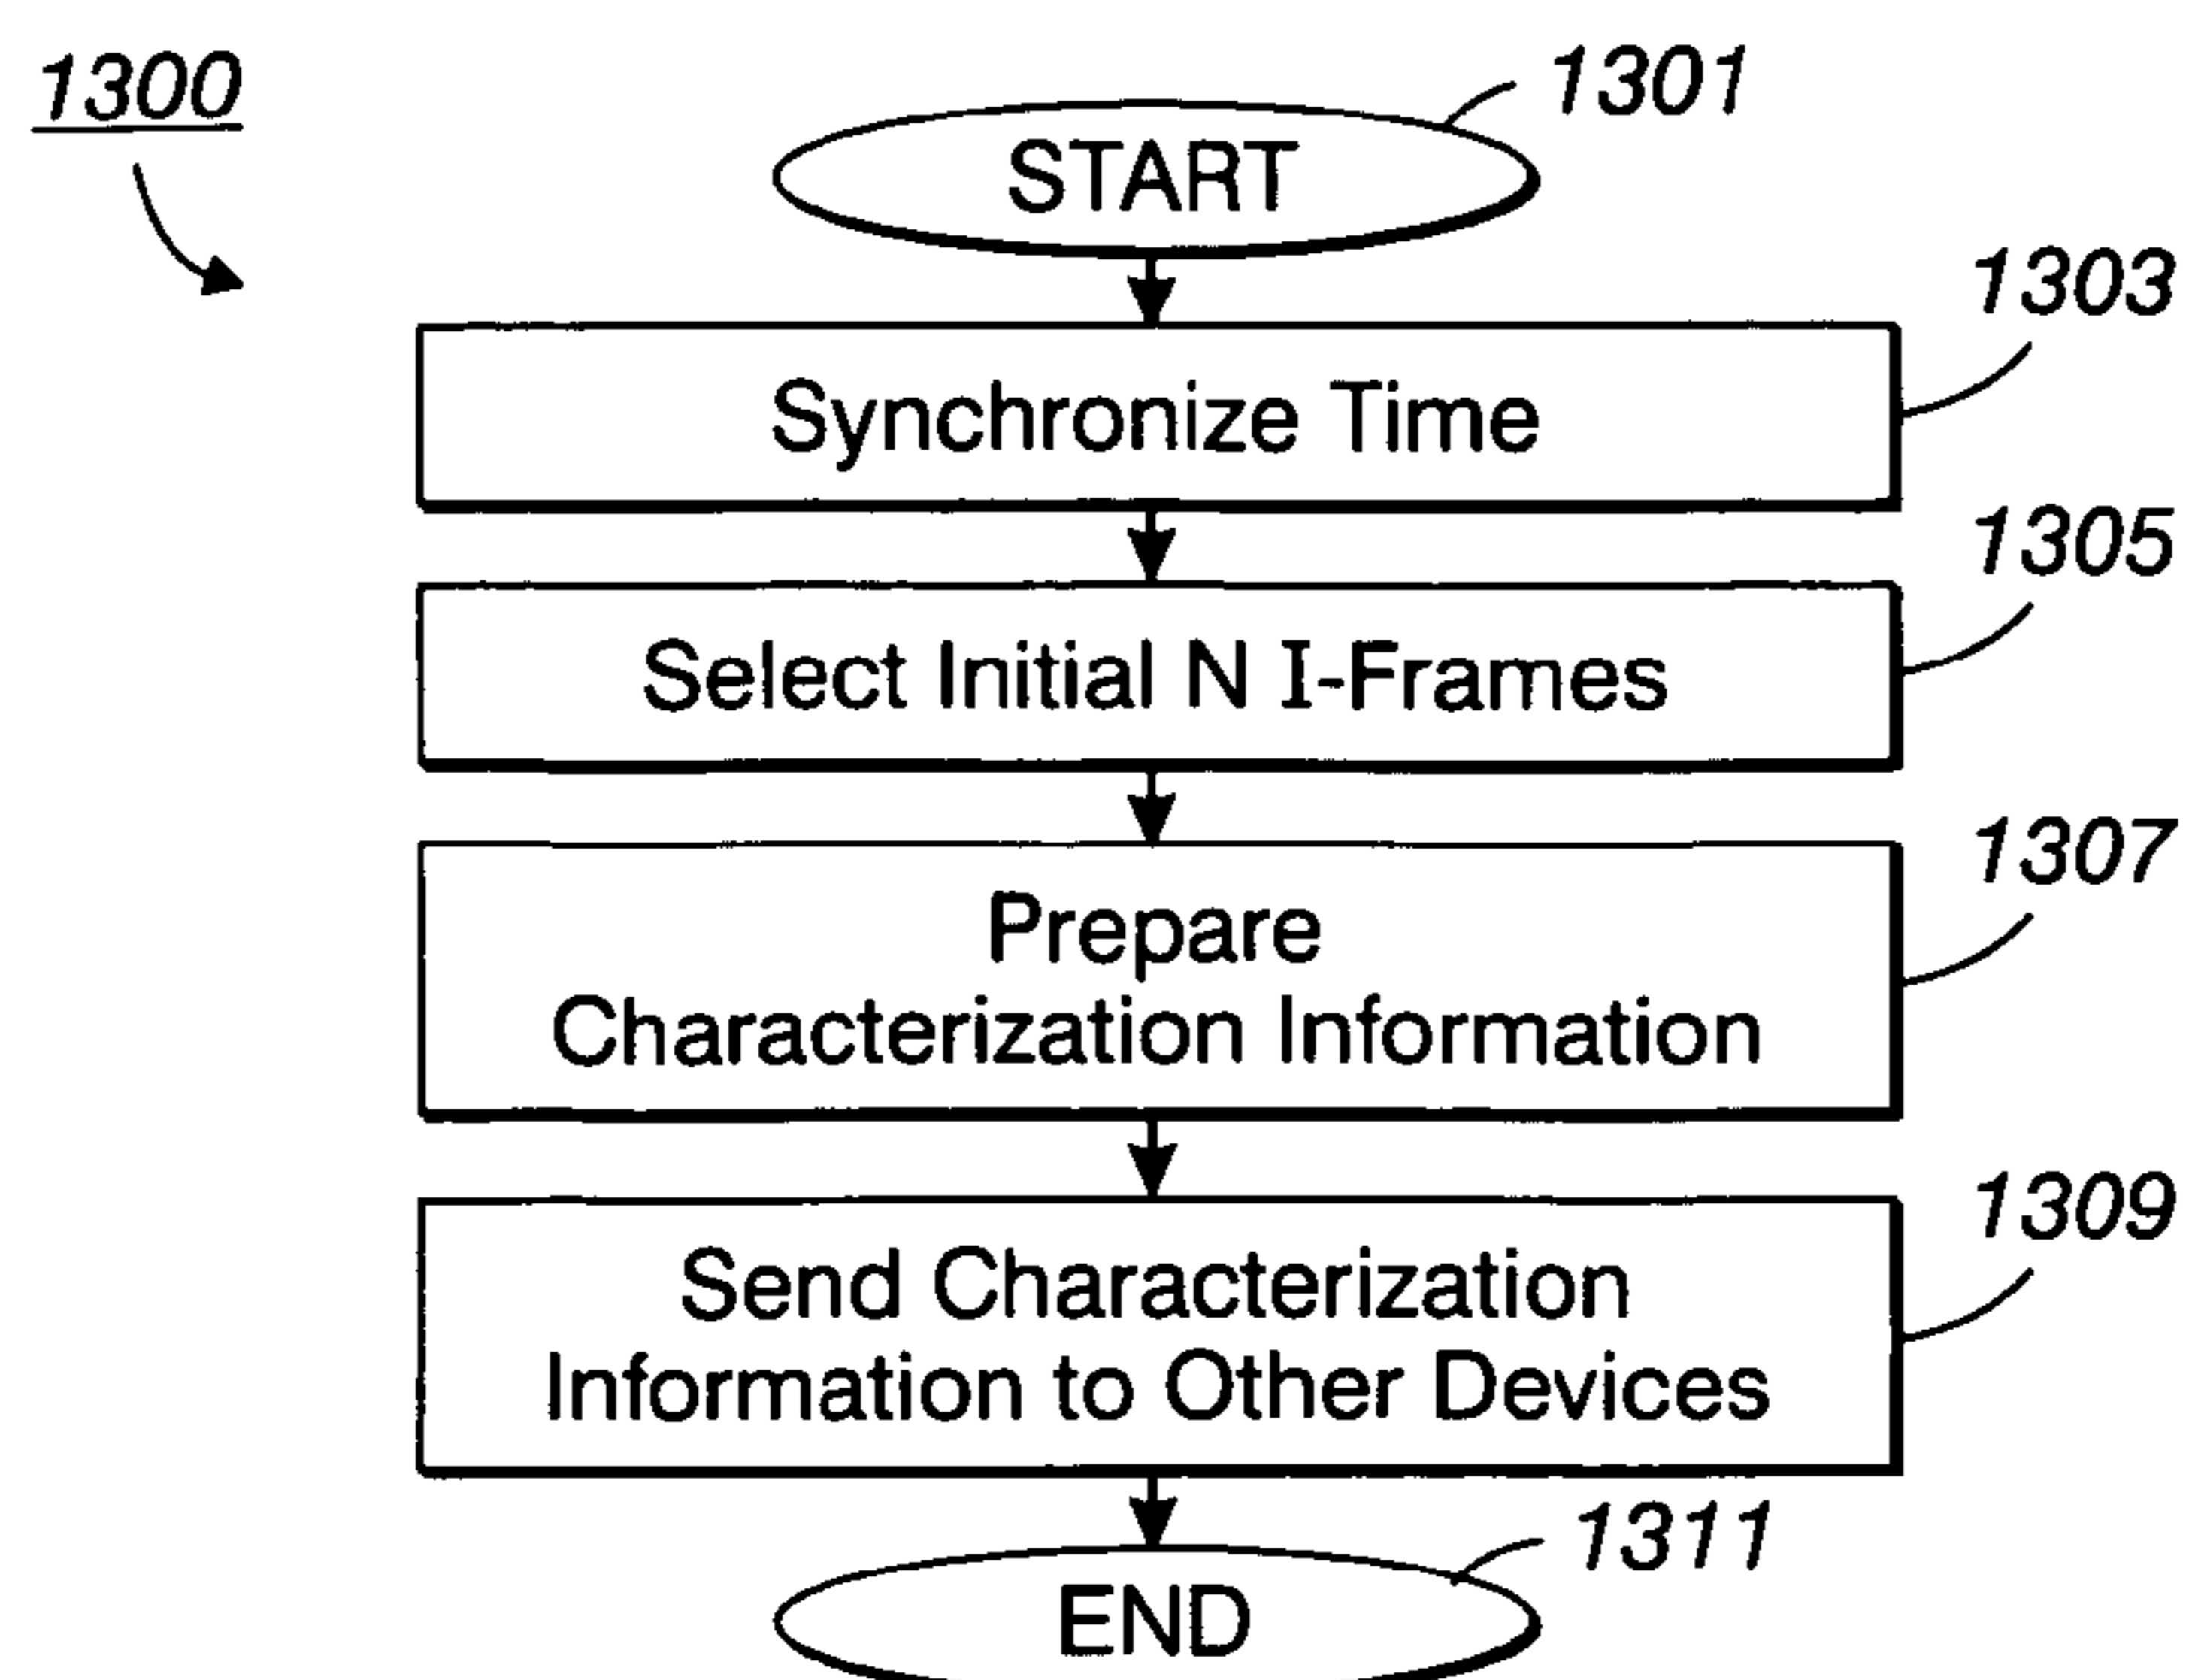 1300
1301
START
1303
Synchronize Time
1305
Select Initial N I-Frames
1307
Prepare
Characterization Information
1309
Send Characterization
Information to Other Devices
1311
END